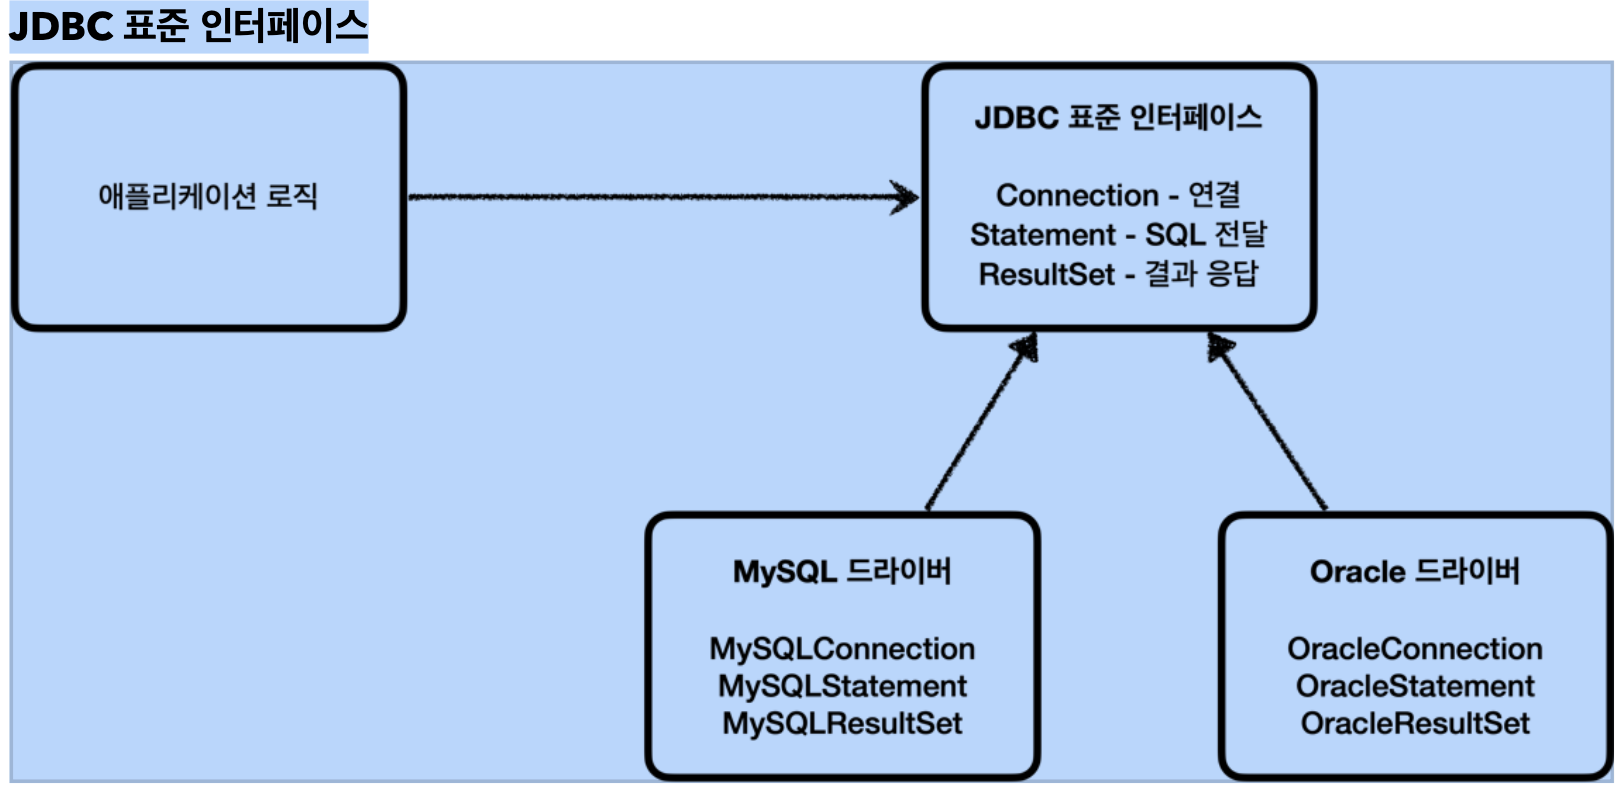 JDBC 표준 인터페이스
애플리케이션 로직
JDBC 표준 인터페이스
Connection - 연결
Statement - SQL 전달
ResultSet - 결과 응답
MySQL 드라이버
MySQLConnection
MySQLStatement
MySQLResultSet
Oracle 드라이버
OracleConnection
OracleStatement
OracleResultSet